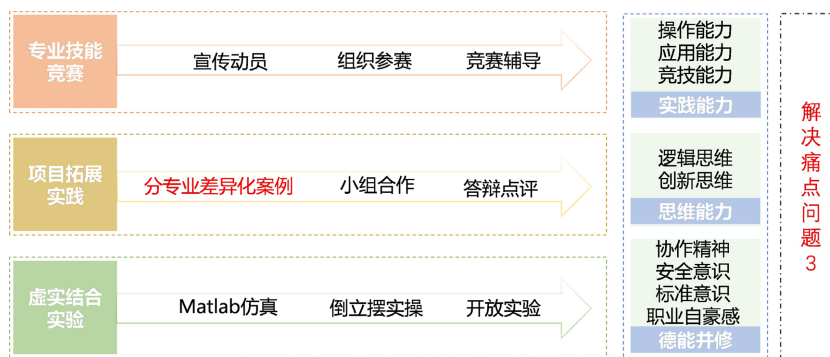 专业技能
竞赛
宣传动员
组织参赛
竞赛辅导
项目拓展
实践
分专业差异化案例
小组合作
答辩点评
虚实结合
实验
Matlab仿真
倒立摆实操
开放实验
操作能力
应用能力
竞技能力
实践能力
逻辑思维
创新思维
思维能力
协作精神
安全意识
标准意识
职业自豪感
德能并修
解
决
痛
点
问
题
3